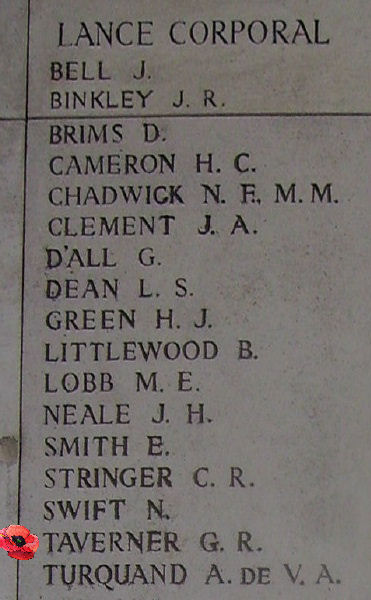 LANCE CORPORAL
BELL J.
BINKLEY J. R.
BRIMS D.
CAMERON H. C.
CHADWICK N. F., M. M.
CLEMENT J. A.
D'ALL G.
DEAN L. S.
GREEN H. J.
LITTLEWOOD B.
LOBB M. E.
NEALE J. H.
SMITH E.
STRINGER C. R.
SWIFT N.
TAVERNER G. R.
TURQUAND A. DE V. A.